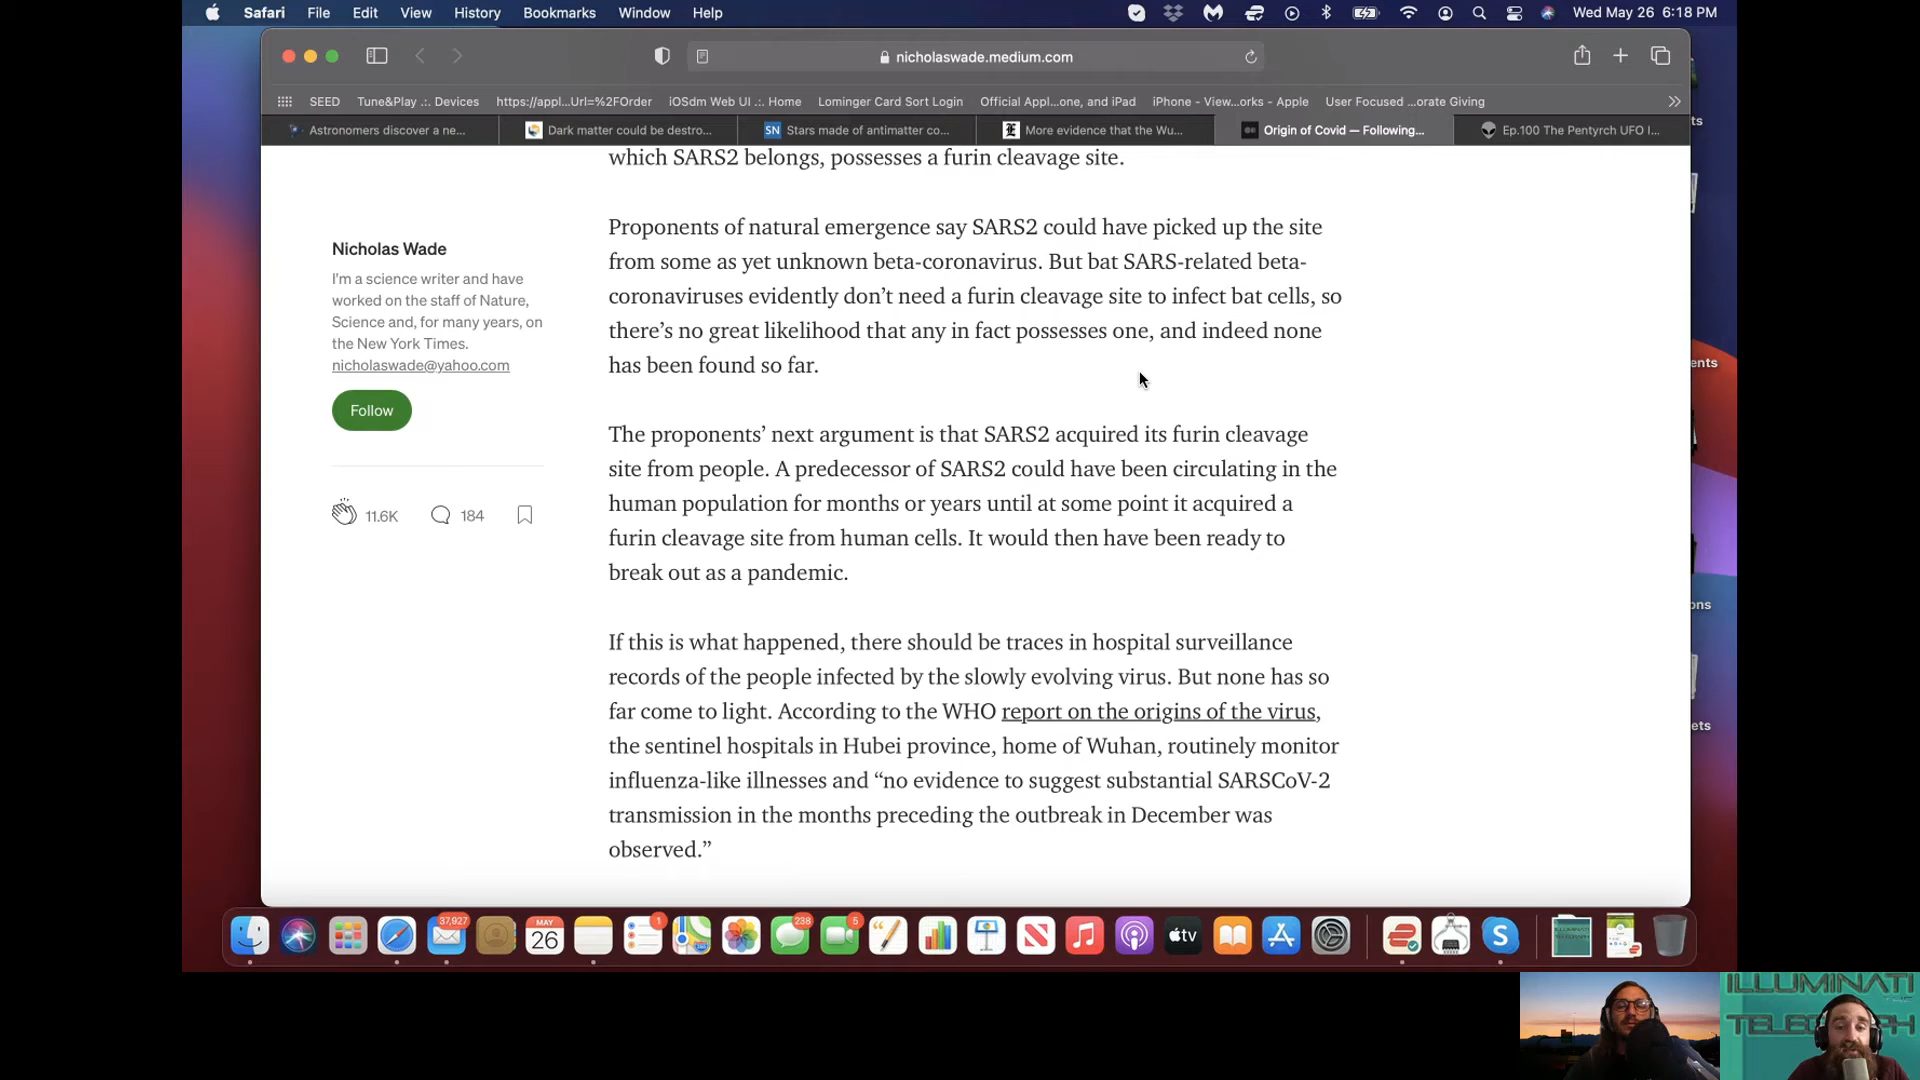 Safari File Edit View History Bookmarks Window Help Wed May 26 6:18 PM
nicholaswade.medium.com
SEED Tune&Play .:. Devices https://appl...Url=%2FOrder iOSdm Web UI .:. Home Lominger Card Sort Login Official Appl...one, and iPad iPhone - View...orks - Apple User Focused ...orate Giving
Astronomers discover a ne... Dark matter could be destro... SN Stars made of antimatter co... More evidence that the Wu... Origin of Covid — Following... Ep.100 The Pentyrch UFO I...
which SARS2 belongs, possesses a furin cleavage site.
Nicholas Wade
I'm a science writer and have
worked on the staff of Nature,
Science and, for many years, on
the New York Times.
nicholaswade@yahoo.com
Follow
11.6K 184
Proponents of natural emergence say SARS2 could have picked up the site
from some as yet unknown beta-coronavirus. But bat SARS-related beta-
coronaviruses evidently don’t need a furin cleavage site to infect bat cells, so
there’s no great likelihood that any in fact possesses one, and indeed none
has been found so far.
The proponents’ next argument is that SARS2 acquired its furin cleavage
site from people. A predecessor of SARS2 could have been circulating in the
human population for months or years until at some point it acquired a
furin cleavage site from human cells. It would then have been ready to
break out as a pandemic.
If this is what happened, there should be traces in hospital surveillance
records of the people infected by the slowly evolving virus. But none has so
far come to light. According to the WHO report on the origins of the virus,
the sentinel hospitals in Hubei province, home of Wuhan, routinely monitor
influenza-like illnesses and “no evidence to suggest substantial SARSCoV-2
transmission in the months preceding the outbreak in December was
observed.”
ents
ons
ets
37,927 MAY 26 1 238 5 tv
ILLUMINATI
TELEGRAPH